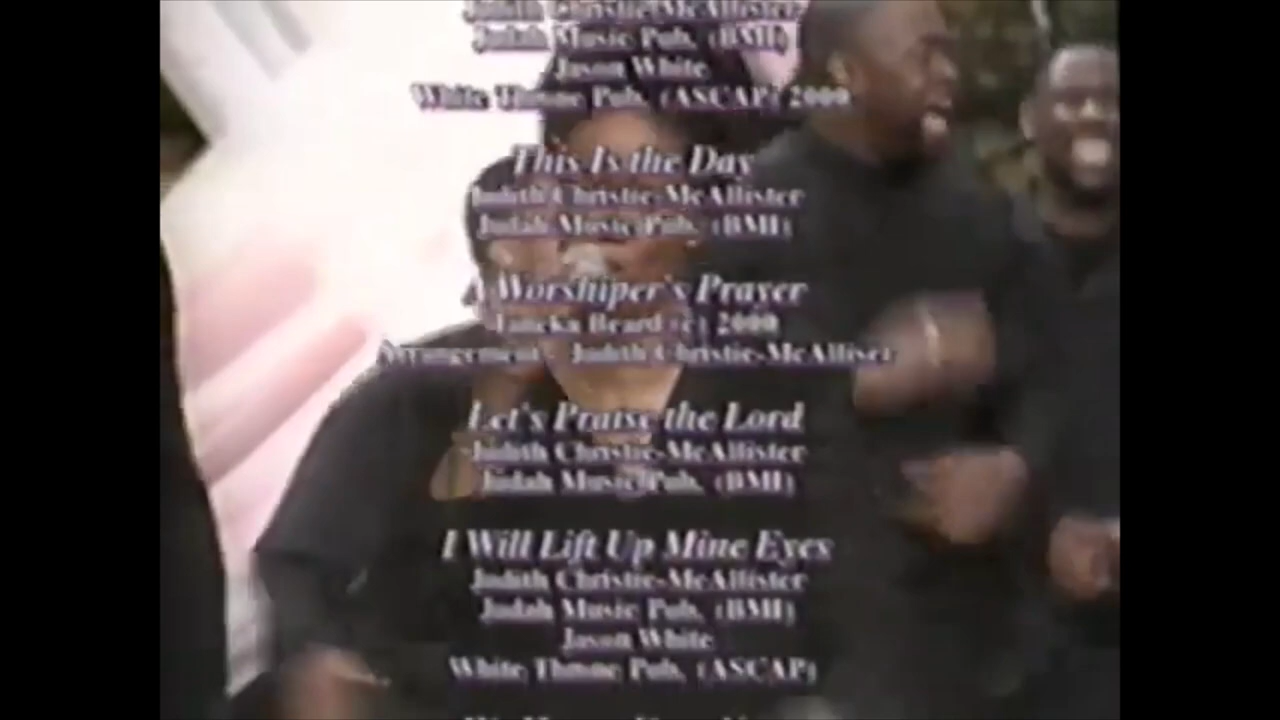 Judith Christie-McAllister
Judah Music Pub. (BMI)
Jason White
White Throne Pub. (ASCAP) 2000
This Is the Day
Judith Christie-McAllister
Judah Music Pub. (BMI)
A Worshiper's Prayer
Beard (c) 2000
Arrangement - Judith Christie-McAlliser
Let's Praise the Lord
Judith Christie-McAllister
Judah Music Pub. (BMI)
I Will Lift Up Mine Eyes
Judith Christie-McAllister
Judah Music Pub. (BMI)
Jason White
White Throne Pub. (ASCAP)